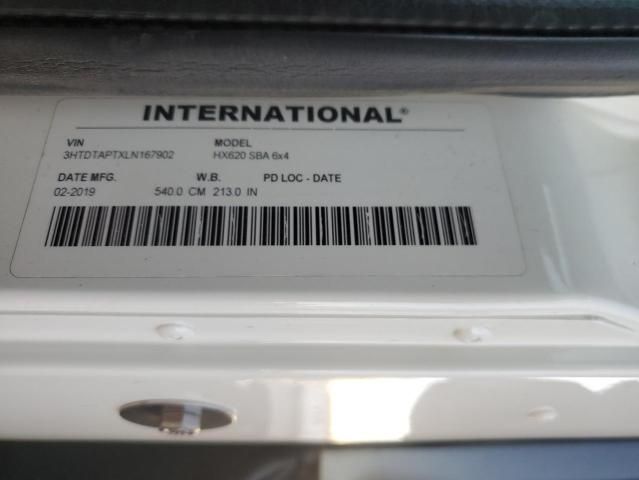 INTERNATIONAL®
VIN MODEL
3HTDTAPTXLN167902 HX620 SBA 6x4
DATE MFG. W.B. PD LOC - DATE
02-2019 540.0 CM 213.0 IN